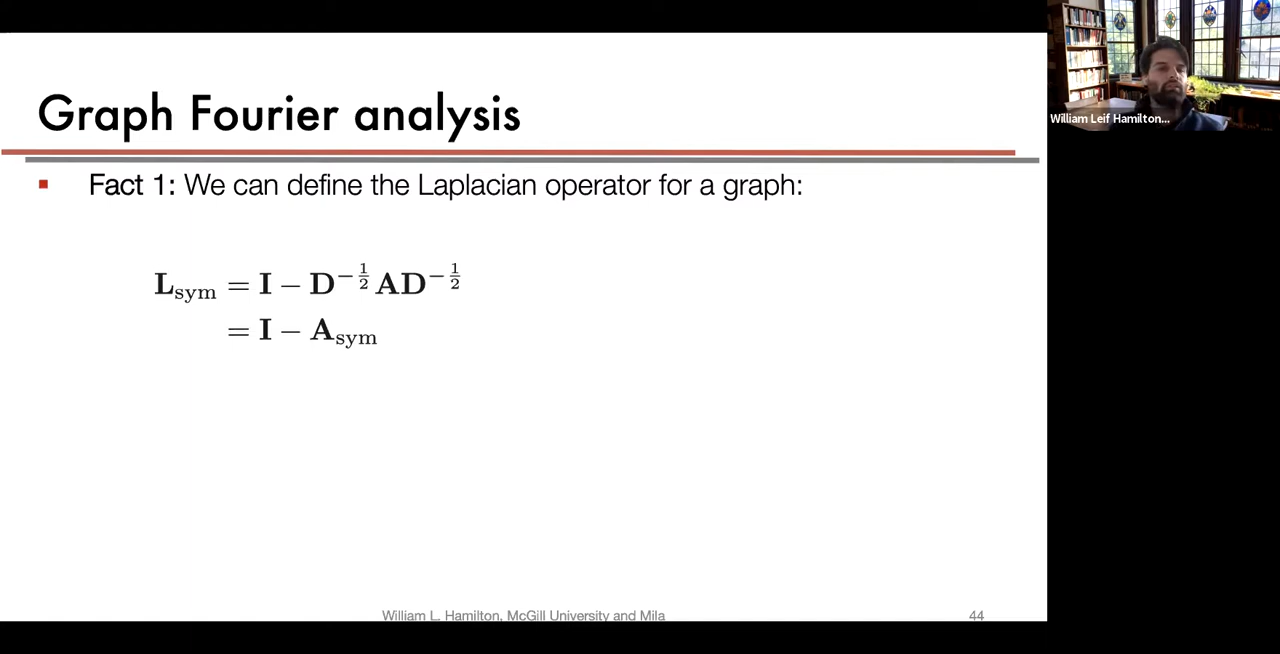 Graph Fourier analysis
William Leif Hamilton...
▪ Fact 1: We can define the Laplacian operator for a graph:
L_sym = I − D^{−1/2} A D^{−1/2}
= I − A_sym
William L. Hamilton, McGill University and Mila 44